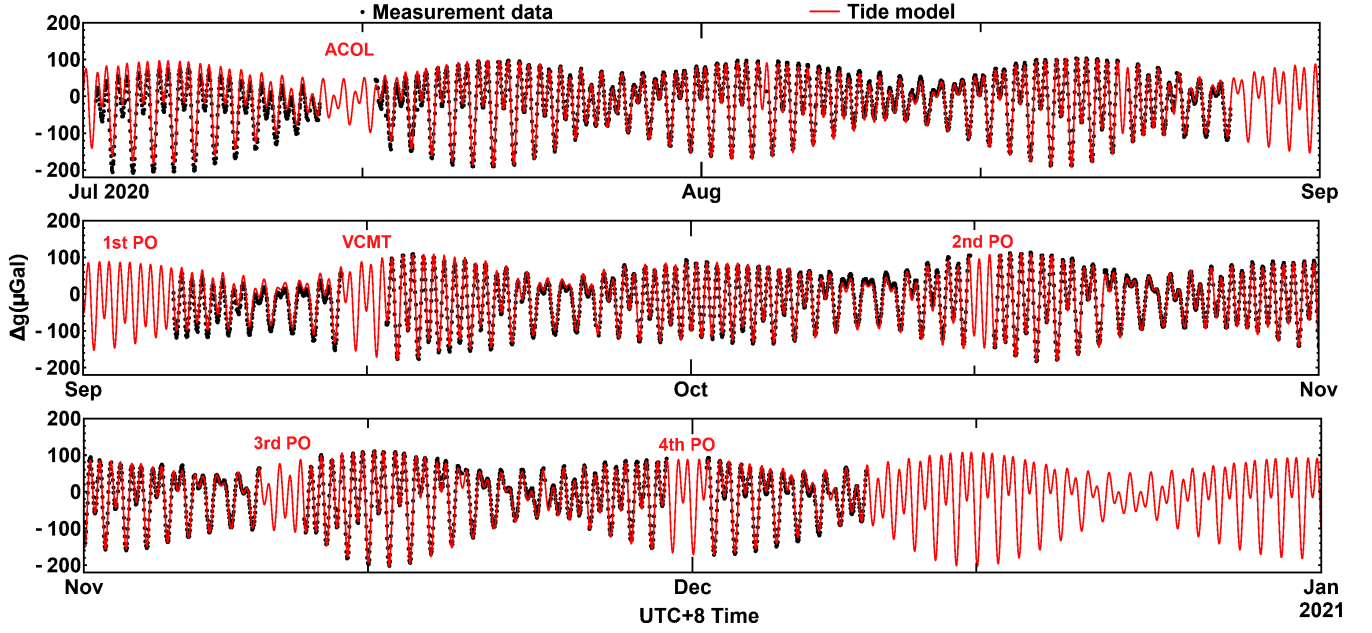 Measurement data
Tide model
200
100
0
- 100
- 200
ACOL
Jul 2020
Aug
Sep
Δg(μGal)
200
100
0
- 100
- 200
1st PO
VCMT
2nd PO
Sep
Oct
Nov
200
100
0
- 100
- 200
3rd PO
4th PO
Nov
Dec
Jan
2021
UTC+8 Time